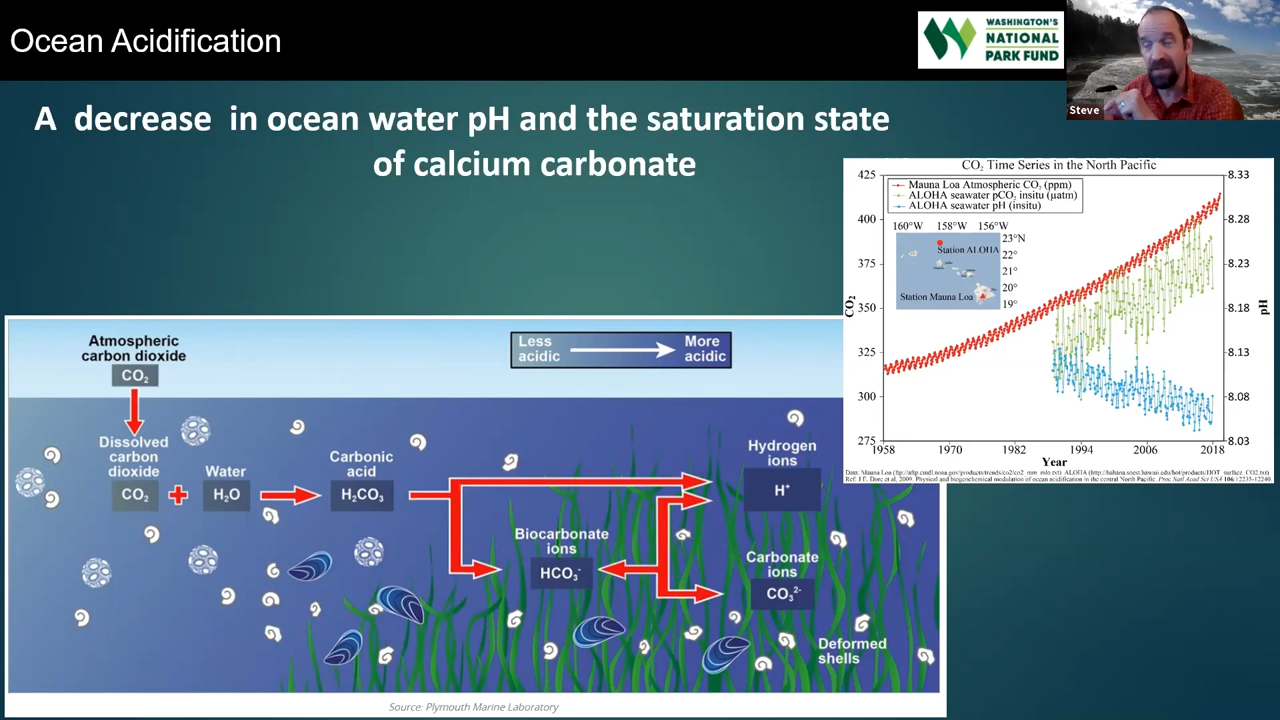 Ocean Acidification
WASHINGTON'S
NATIONAL
PARK FUND
Steve
A decrease in ocean water pH and the saturation state
of calcium carbonate
CO₂ Time Series in the North Pacific
Mauna Loa Atmospheric CO₂ (ppm)
ALOHA seawater pCO₂ insitu (µatm)
ALOHA seawater pH (insitu)
160°W 158°W 156°W
23°N
Station ALOHA
22°
21°
20°
Station Mauna Loa
19°
425
400
375
350
325
300
275
CO₂
8.33
8.28
8.23
8.18
8.13
8.08
8.03
pH
1958 1970 1982 1994 2006 2018
Year
Atmospheric
carbon dioxide
CO₂
Less
acidic
More
acidic
Dissolved
carbon
dioxide
CO₂
Water
H₂O
Carbonic
acid
H₂CO₃
Hydrogen
ions
H⁺
Biocarbonate
ions
HCO₃⁻
Carbonate
ions
CO₃²⁻
Deformed
shells
Source: Plymouth Marine Laboratory